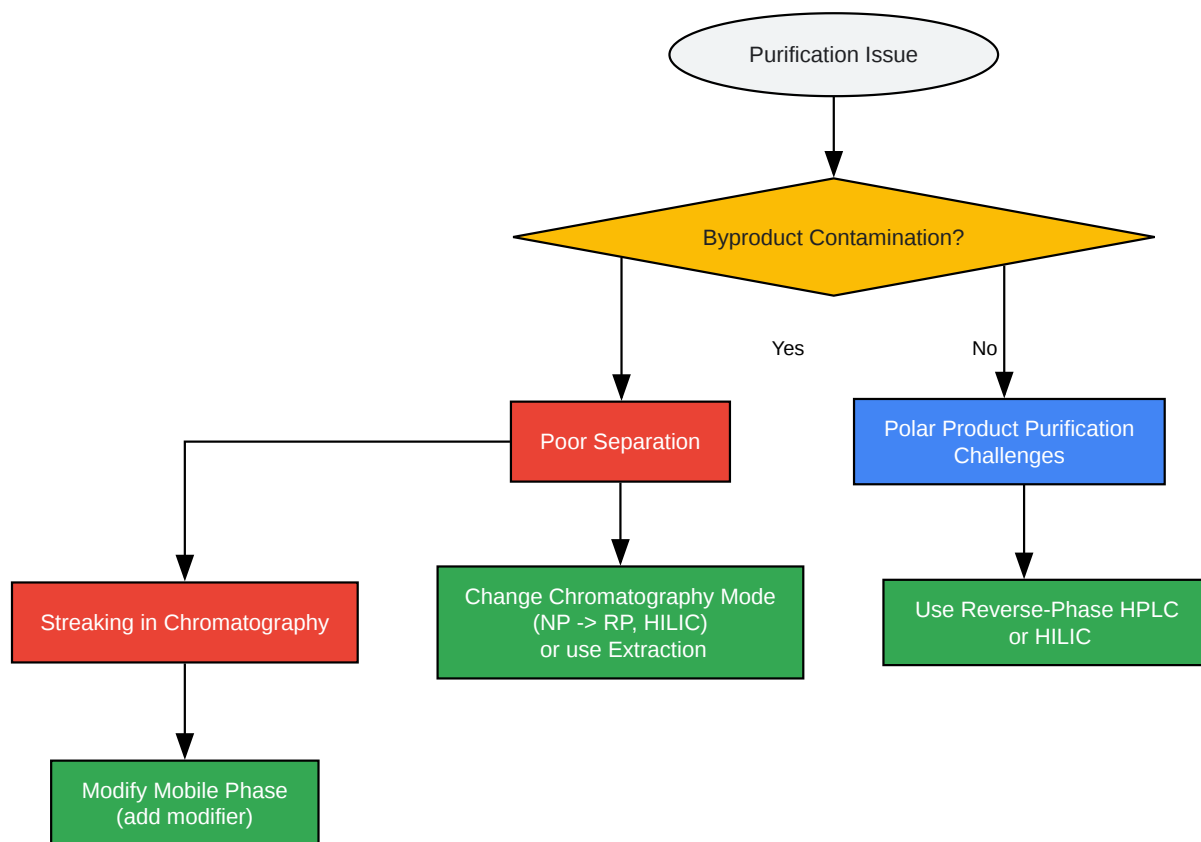 Purification Issue
Byproduct Contamination?
Yes
No
Poor Separation
Polar Product Purification
Challenges
Streaking in Chromatography
Change Chromatography Mode
(NP -> RP, HILIC)
or use Extraction
Use Reverse-Phase HPLC
or HILIC
Modify Mobile Phase
(add modifier)